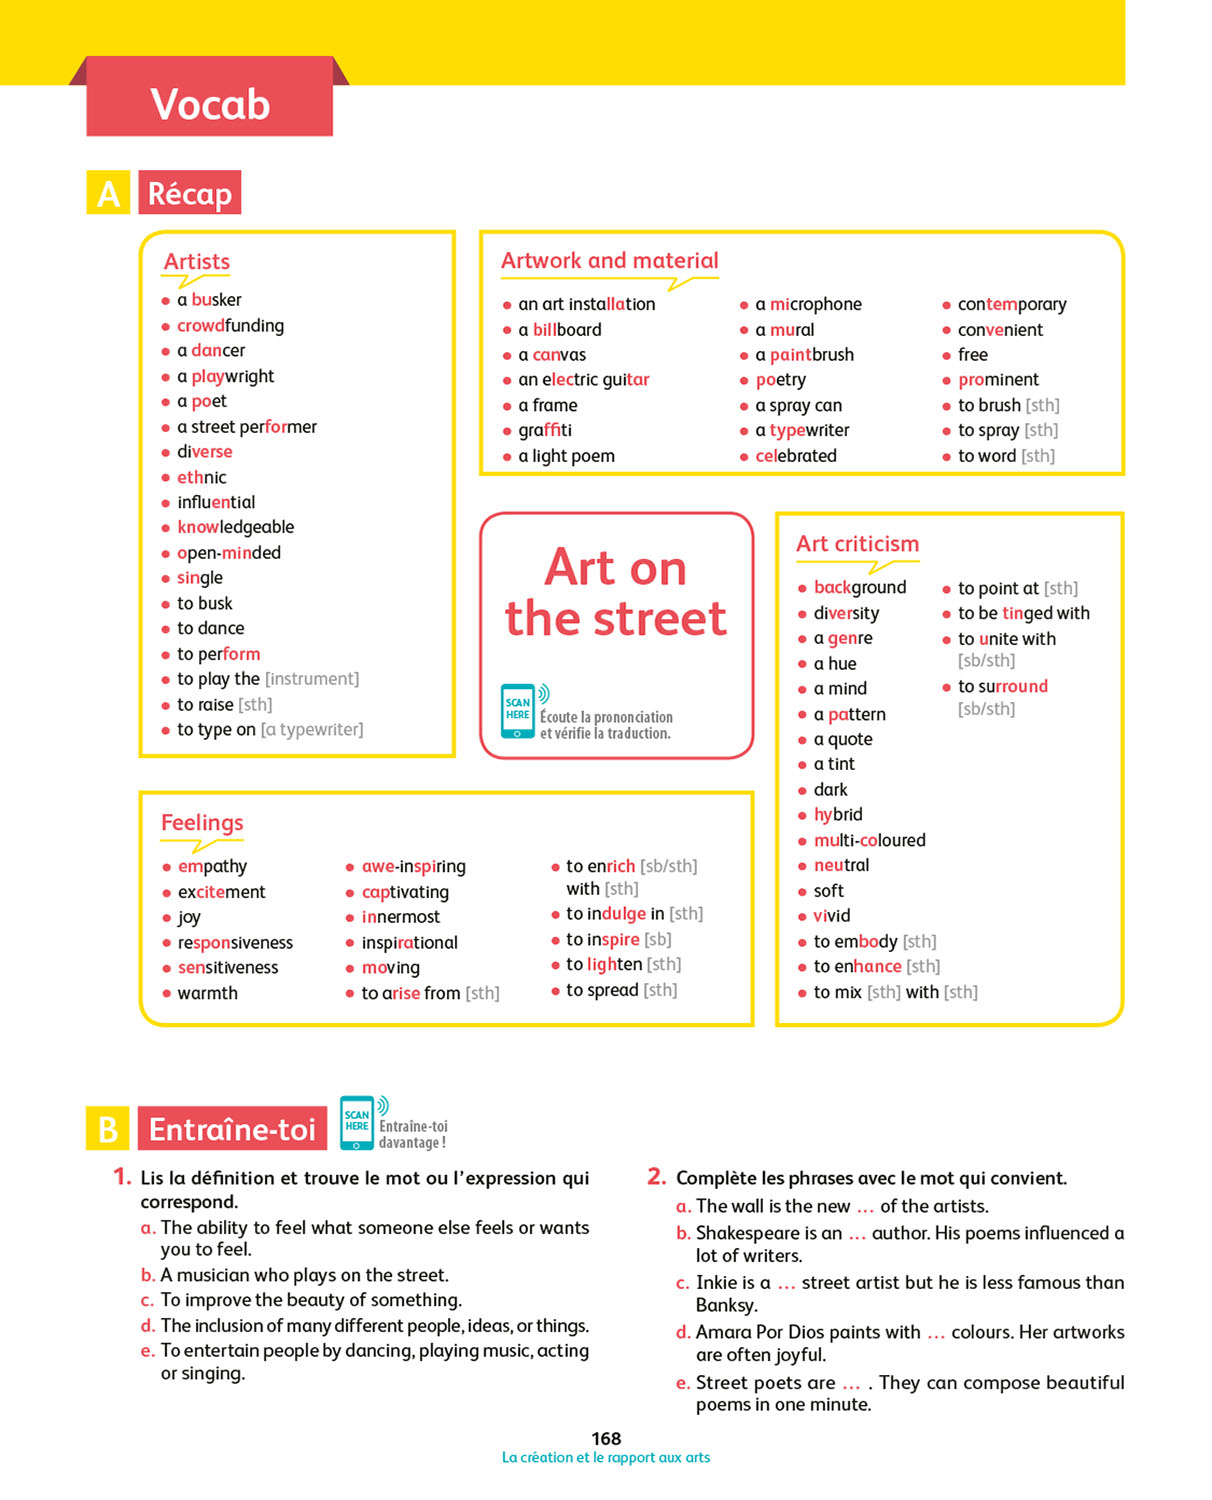 Vocab
A Récap
Artists
• a busker
• crowdfunding
• a dancer
• a playwright
• a poet
• a street performer
• diverse
• ethnic
• influential
• knowledgeable
• open-minded
• single
• to busk
• to dance
• to perform
• to play the [instrument]
• to raise [sth]
• to type on [a typewriter]
Artwork and material
• an art installation
• a billboard
• a canvas
• an electric guitar
• a frame
• graffiti
• a light poem
• a microphone
• a mural
• a paintbrush
• poetry
• a spray can
• a typewriter
• celebrated
• contemporary
• convenient
• free
• prominent
• to brush [sth]
• to spray [sth]
• to word [sth]
Art on
the street
SCAN
HERE
Écoute la prononciation
et vérifie la traduction.
Art criticism
• background
• diversity
• a genre
• a hue
• a mind
• a pattern
• a quote
• a tint
• dark
• hybrid
• multi-coloured
• neutral
• soft
• vivid
• to embody [sth]
• to enhance [sth]
• to mix [sth] with [sth]
• to point at [sth]
• to be tinged with
• to unite with
[sb/sth]
• to surround
[sb/sth]
Feelings
• empathy
• excitement
• joy
• responsiveness
• sensitiveness
• warmth
• awe-inspiring
• captivating
• innermost
• inspirational
• moving
• to arise from [sth]
• to enrich [sb/sth]
with [sth]
• to indulge in [sth]
• to inspire [sb]
• to lighten [sth]
• to spread [sth]
B Entraîne-toi
SCAN
HERE
Entraîne-toi
davantage !
1. Lis la définition et trouve le mot ou l'expression qui
correspond.
a. The ability to feel what someone else feels or wants
you to feel.
b. A musician who plays on the street.
c. To improve the beauty of something.
d. The inclusion of many different people, ideas, or things.
e. To entertain people by dancing, playing music, acting
or singing.
2. Complète les phrases avec le mot qui convient.
a. The wall is the new ... of the artists.
b. Shakespeare is an ... author. His poems influenced a
lot of writers.
c. Inkie is a ... street artist but he is less famous than
Banksy.
d. Amara Por Dios paints with ... colours. Her artworks
are often joyful.
e. Street poets are ... . They can compose beautiful
poems in one minute.
168
La création et le rapport aux arts